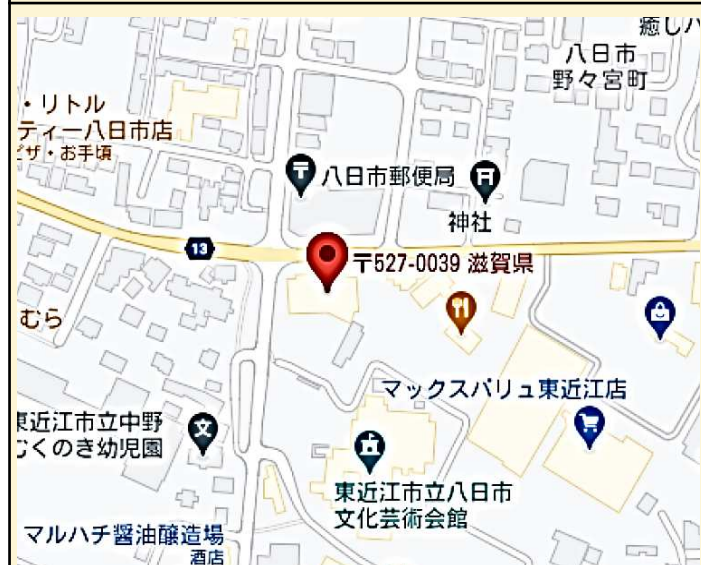 癒し
八日市
野々宮町
・リトル
ティー八日市店
ピザ・お手頃
八日市郵便局
神社
13
〒527-0039 滋賀県
むら
マックスバリュ東近江店
東近江市立中野
むくのき幼児園
東近江市立八日市
文化芸術会館
マルハチ醤油醸造場
酒店